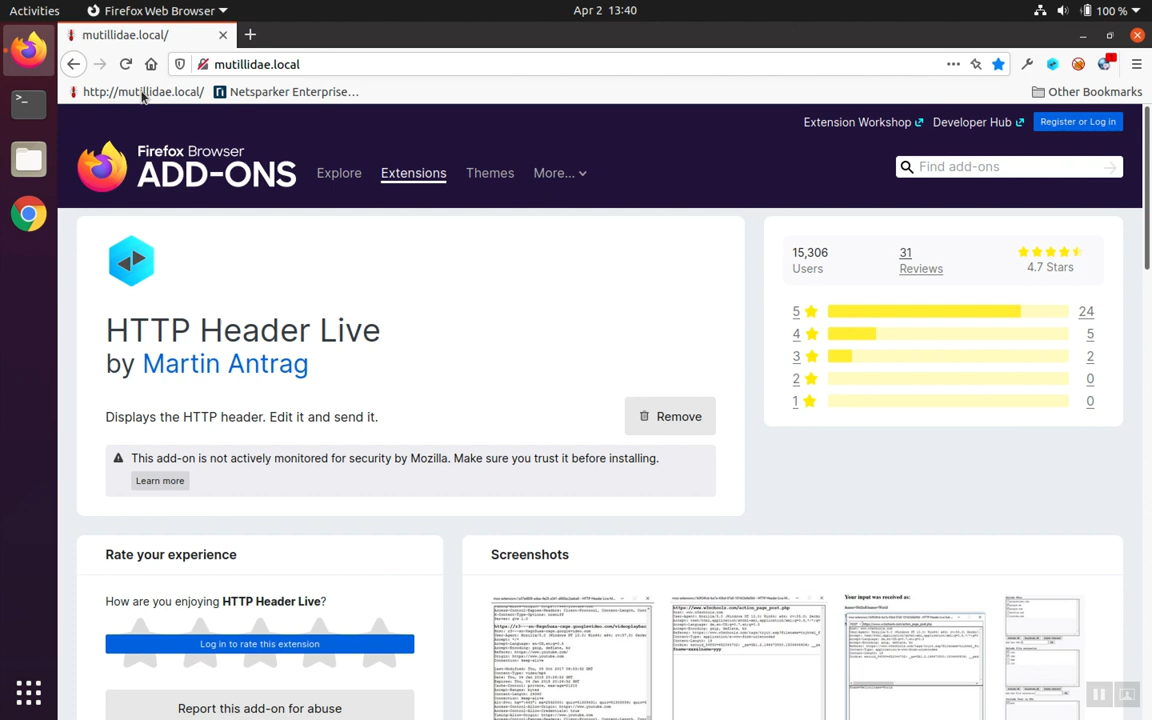 Activities Firefox Web Browser Apr 2 13:40 100 %
mutillidae.local/
mutillidae.local
http://mutillidae.local/ Netsparker Enterprise… Other Bookmarks
Extension Workshop Developer Hub Register or Log in
Firefox Browser
ADD-ONS
Explore Extensions Themes More...
Find add-ons
HTTP Header Live
by Martin Antrag
Displays the HTTP header. Edit it and send it.
Remove
This add-on is not actively monitored for security by Mozilla. Make sure you trust it before installing.
Learn more
15,306 31
Users Reviews 4.7 Stars
5 24
4 5
3 2
2 0
1 0
Rate your experience
How are you enjoying HTTP Header Live?
Log in to rate this extension
Report this add-on for abuse
Screenshots